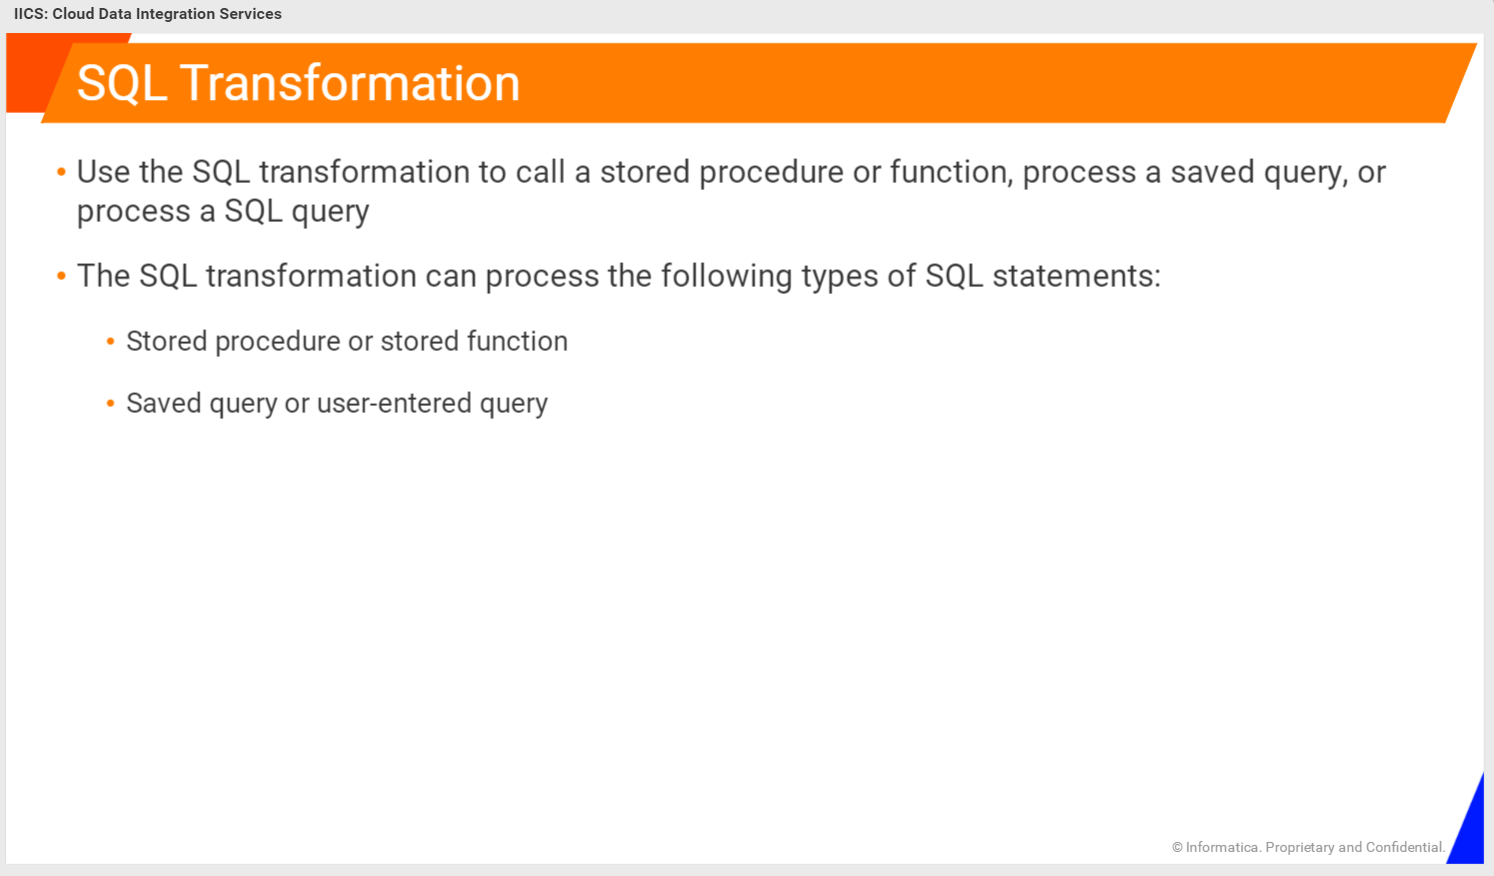 IICS: Cloud Data Integration Services
SQL Transformation
• Use the SQL transformation to call a stored procedure or function, process a saved query, or
process a SQL query
• The SQL transformation can process the following types of SQL statements:
• Stored procedure or stored function
• Saved query or user-entered query
© Informatica. Proprietary and Confidential.